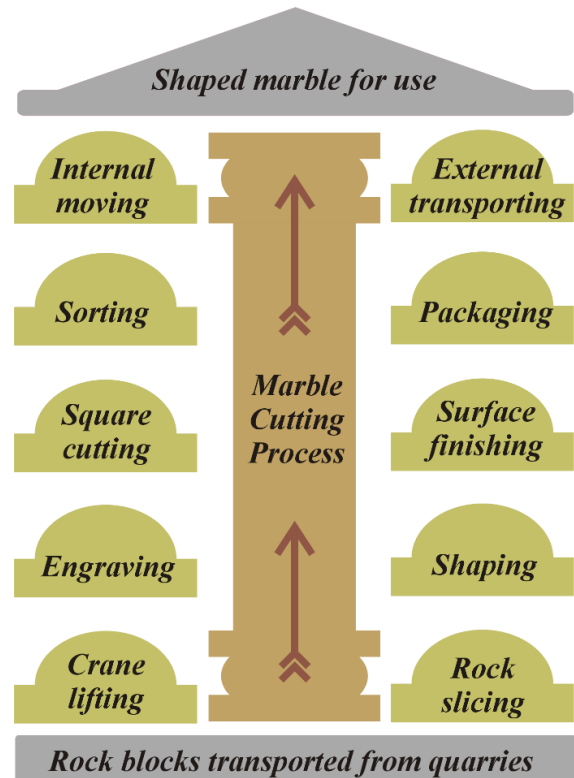 Shaped marble for use
Internal
moving
External
transporting
Sorting
Packaging
Marble
Cutting
Process
Square
cutting
Surface
finishing
Engraving
Shaping
Crane
lifting
Rock
slicing
Rock blocks transported from quarries